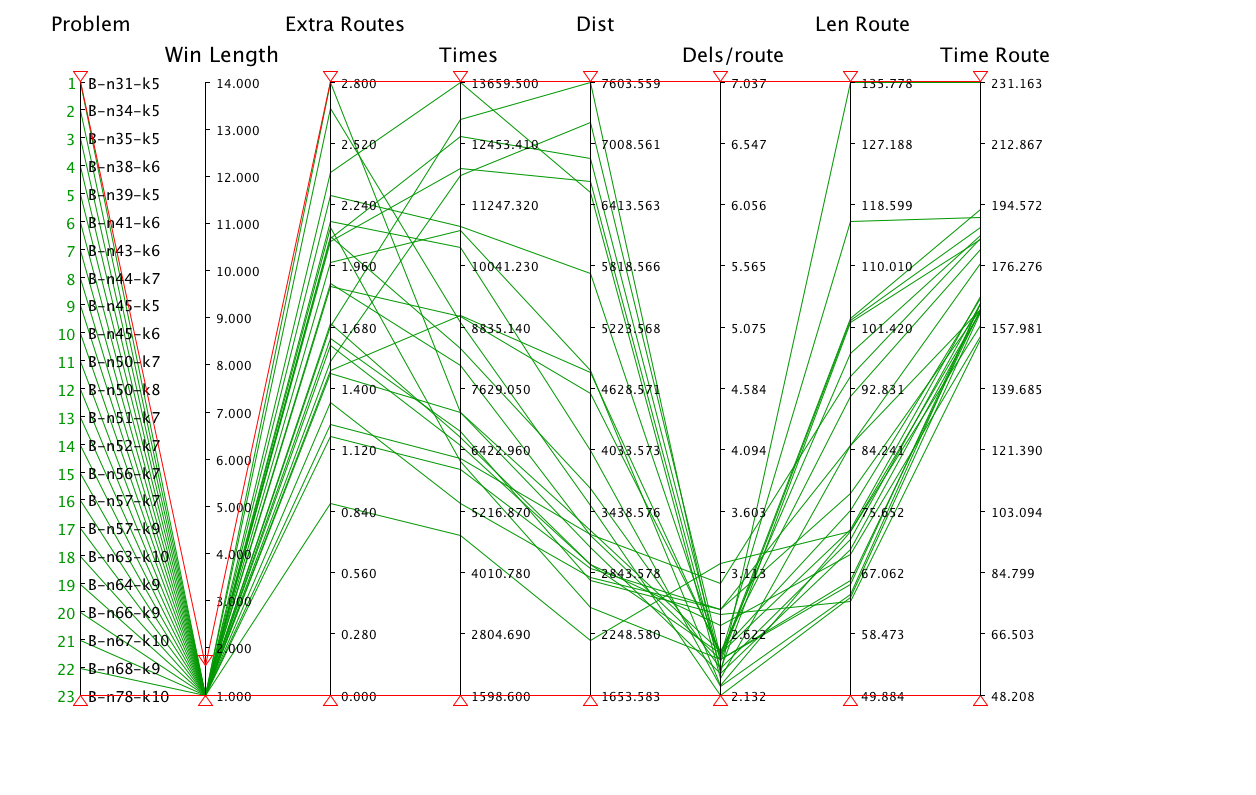 Problem
Extra Routes
Dist
Len Route
Win Length
Times
Dels/route
Time Route
1 B-n31-k5
2 B-n34-k5
3 B-n35-k5
4 B-n38-k6
5 B-n39-k5
6 B-n41-k6
7 B-n43-k6
8 B-n44-k7
9 B-n45-k5
10 B-n45-k6
11 B-n50-k7
12 B-n50-k8
13 B-n51-k7
14 B-n52-k7
15 B-n56-k7
16 B-n57-k7
17 B-n57-k9
18 B-n63-k10
19 B-n64-k9
20 B-n66-k9
21 B-n67-k10
22 B-n68-k9
23 B-n78-k10
14.000
13.000
12.000
11.000
10.000
9.000
8.000
7.000
6.000
5.000
4.000
3.000
2.000
1.000
2.800
2.520
2.240
1.960
1.680
1.400
1.120
0.840
0.560
0.280
0.000
13659.500
12453.410
11247.320
10041.230
8835.140
7629.050
6422.960
5216.870
4010.780
2804.690
1598.600
7603.559
7008.561
6413.563
5818.566
5223.568
4628.571
4033.573
3438.576
2843.578
2248.580
1653.583
7.037
6.547
6.056
5.565
5.075
4.584
4.094
3.603
3.113
2.622
2.132
135.778
127.188
118.599
110.010
101.420
92.831
84.241
75.652
67.062
58.473
49.884
231.163
212.867
194.572
176.276
157.981
139.685
121.390
103.094
84.799
66.503
48.208